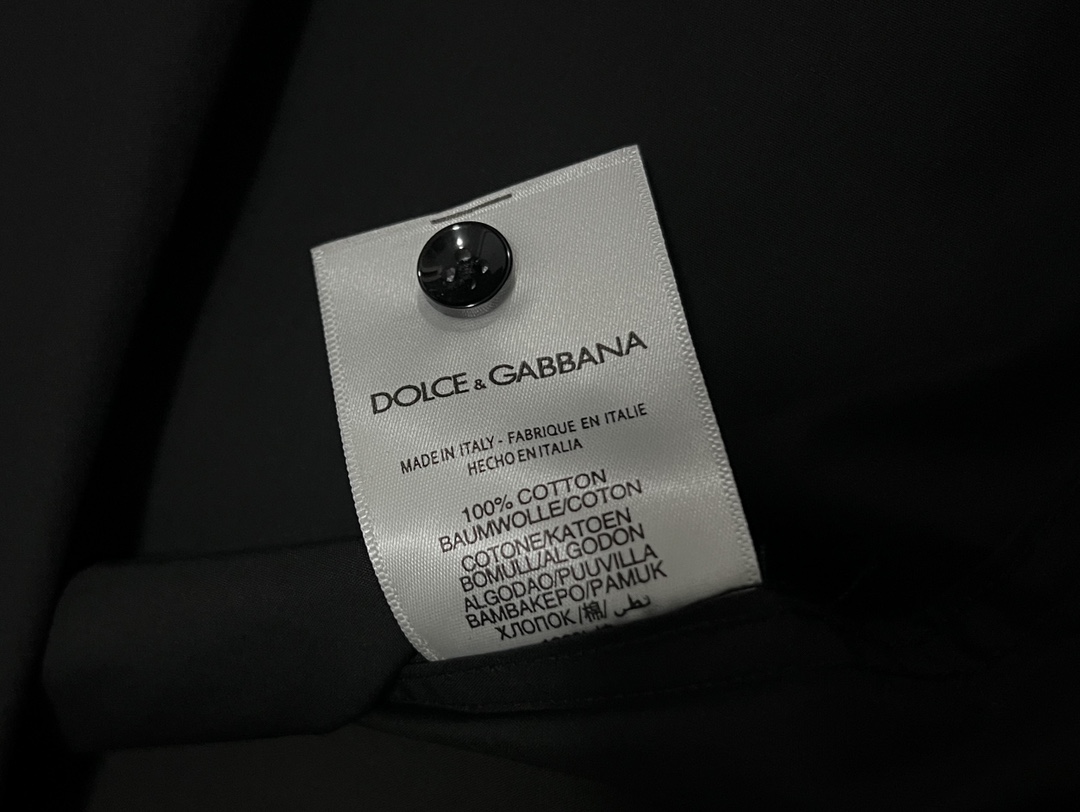 DOLCE & GABBANA
MADE IN ITALY - FABRIQUE EN ITALIE
HECHO EN ITALIA
100% COTTON
BAUMWOLLE/COTON
COTONE/KATOEN
BOMULL/ALGODON
ALGODAO/PUUVILLA
BAMBAKEPO/PAMUK
ХЛОПОК/棉/